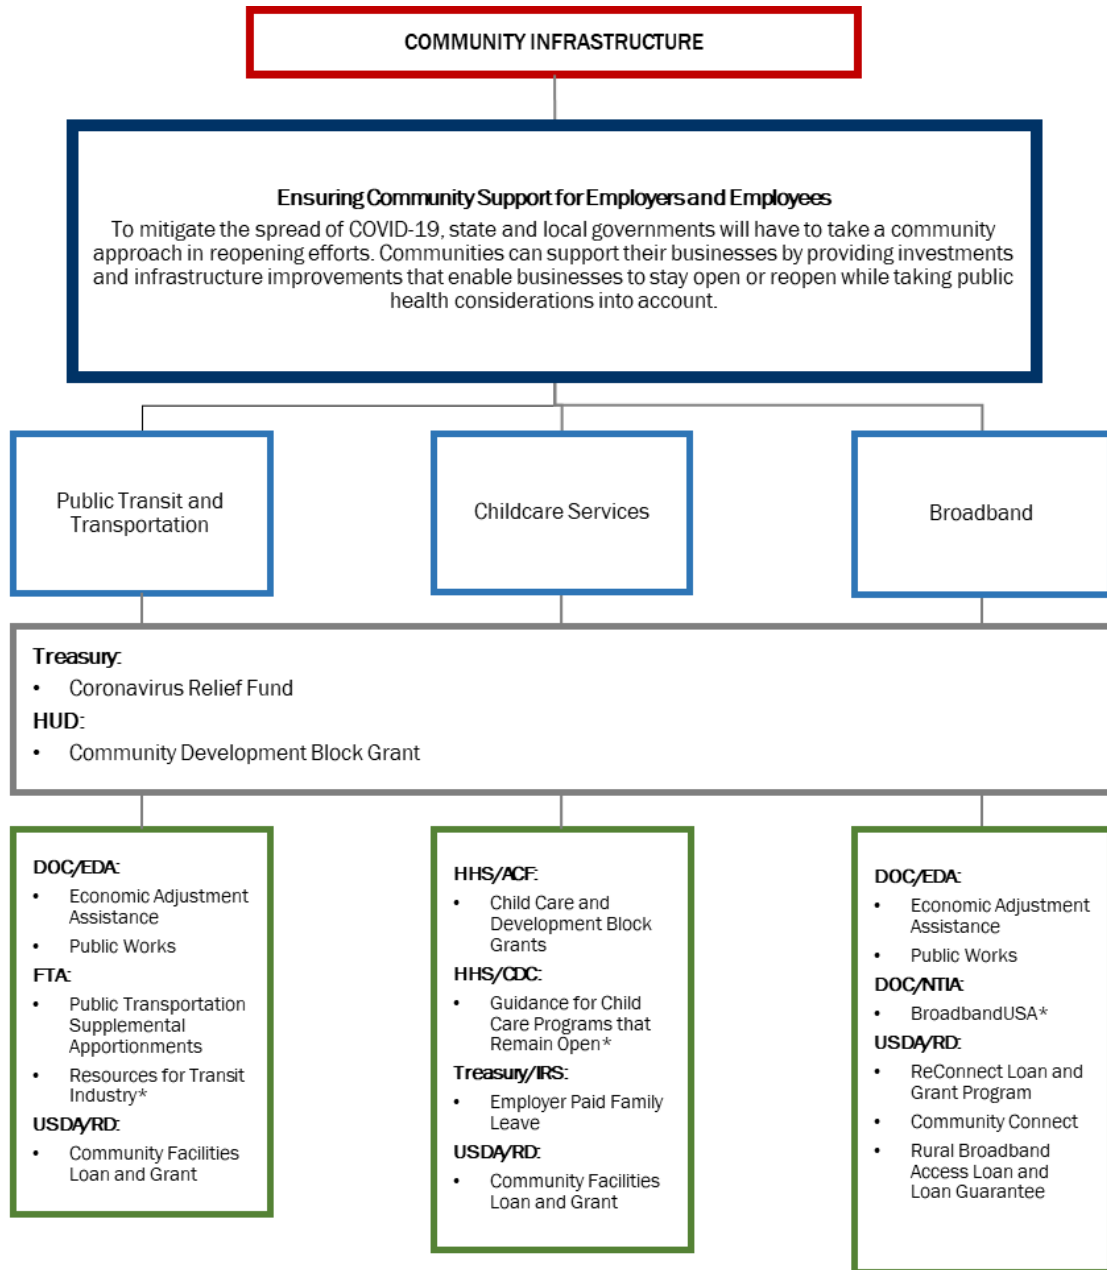 COMMUNITY INFRASTRUCTURE
Ensuring Community Support for Employers and Employees
To mitigate the spread of COVID-19, state and local governments will have to take a community
approach in reopening efforts. Communities can support their businesses by providing investments
and infrastructure improvements that enable businesses to stay open or reopen while taking public
health considerations into account.
Public Transit and
Transportation
Childcare Services
Broadband
Treasury:
• Coronavirus Relief Fund
HUD:
• Community Development Block Grant
DOC/EDA:
• Economic Adjustment
Assistance
• Public Works
FTA:
• Public Transportation
Supplemental
Apportionments
• Resources for Transit
Industry*
USDA/RD:
• Community Facilities
Loan and Grant
HHS/ACF:
• Child Care and
Development Block
Grants
HHS/CDC:
• Guidance for Child
Care Programs that
Remain Open*
Treasury/IRS:
• Employer Paid Family
Leave
USDA/RD:
• Community Facilities
Loan and Grant
DOC/EDA:
• Economic Adjustment
Assistance
• Public Works
DOC/NTIA:
• BroadbandUSA*
USDA/RD:
• ReConnect Loan and
Grant Program
• Community Connect
• Rural Broadband
Access Loan and
Loan Guarantee